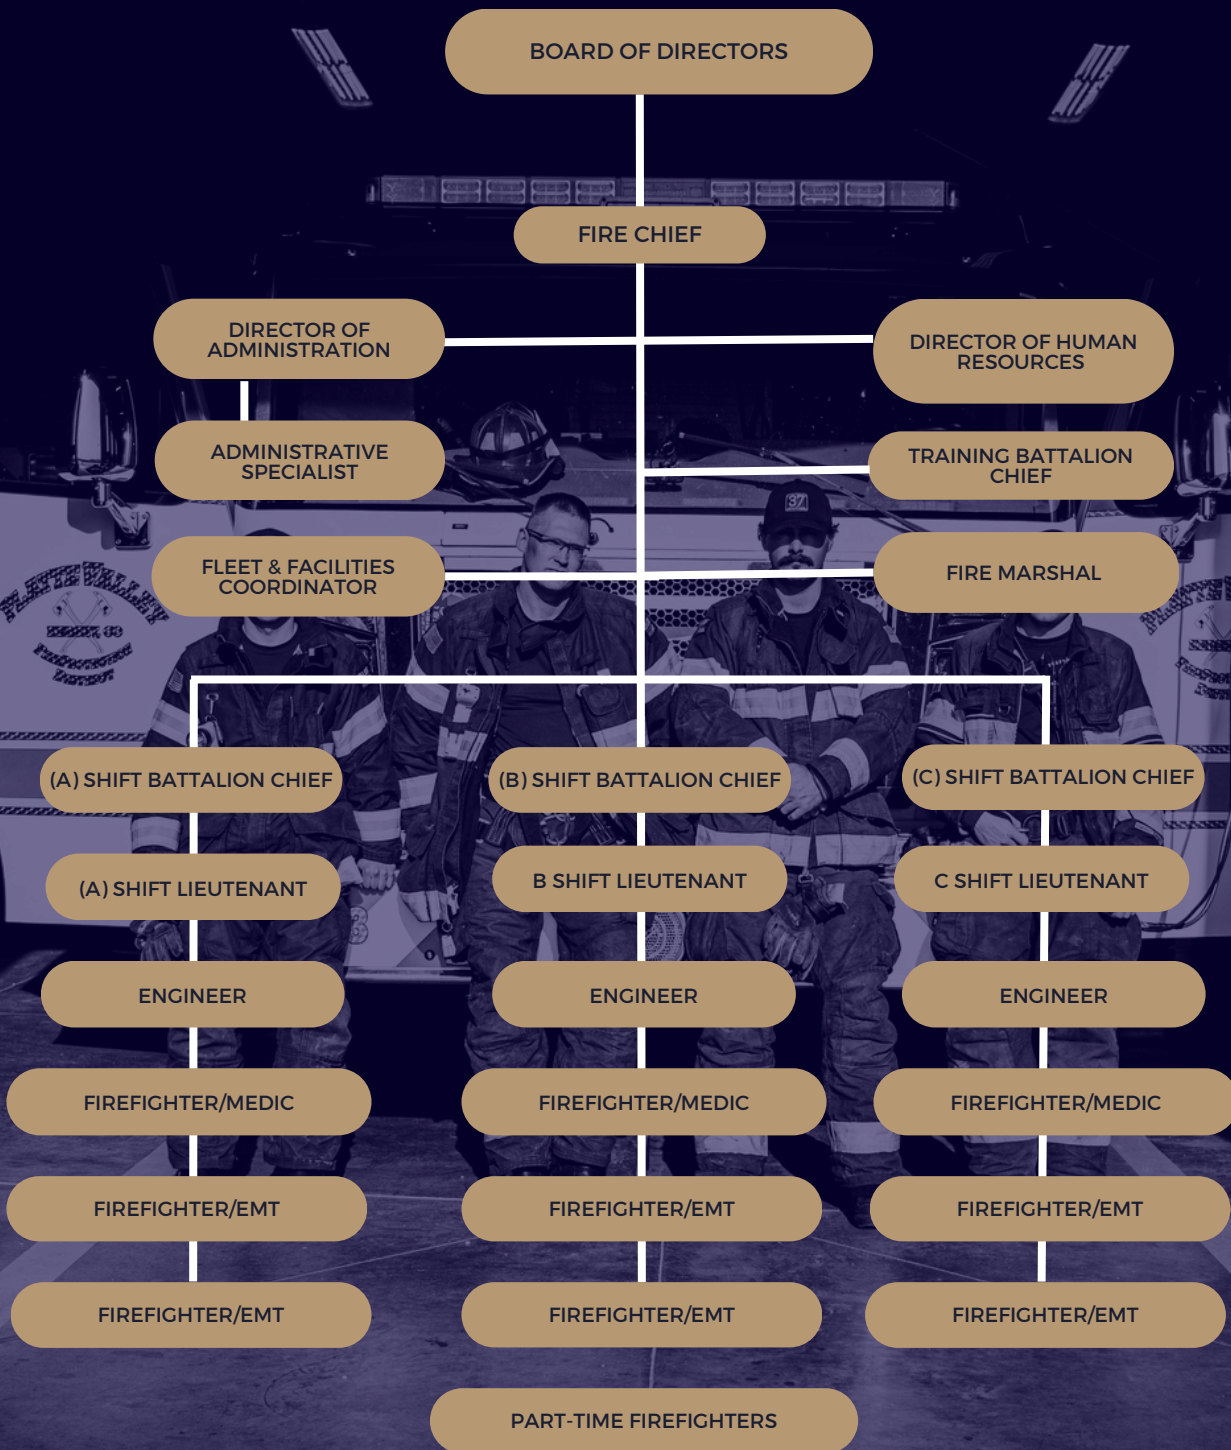 BOARD OF DIRECTORS
FIRE CHIEF
DIRECTOR OF
ADMINISTRATION
DIRECTOR OF HUMAN
RESOURCES
ADMINISTRATIVE
SPECIALIST
TRAINING BATTALION
CHIEF
37
FLEET & FACILITIES
COORDINATOR
FIRE MARSHAL
(A) SHIFT BATTALION CHIEF
(B) SHIFT BATTALION CHIEF
(C) SHIFT BATTALION CHIEF
(A) SHIFT LIEUTENANT
B SHIFT LIEUTENANT
C SHIFT LIEUTENANT
ENGINEER
ENGINEER
ENGINEER
FIREFIGHTER/MEDIC
FIREFIGHTER/MEDIC
FIREFIGHTER/MEDIC
FIREFIGHTER/EMT
FIREFIGHTER/EMT
FIREFIGHTER/EMT
FIREFIGHTER/EMT
FIREFIGHTER/EMT
FIREFIGHTER/EMT
PART-TIME FIREFIGHTERS